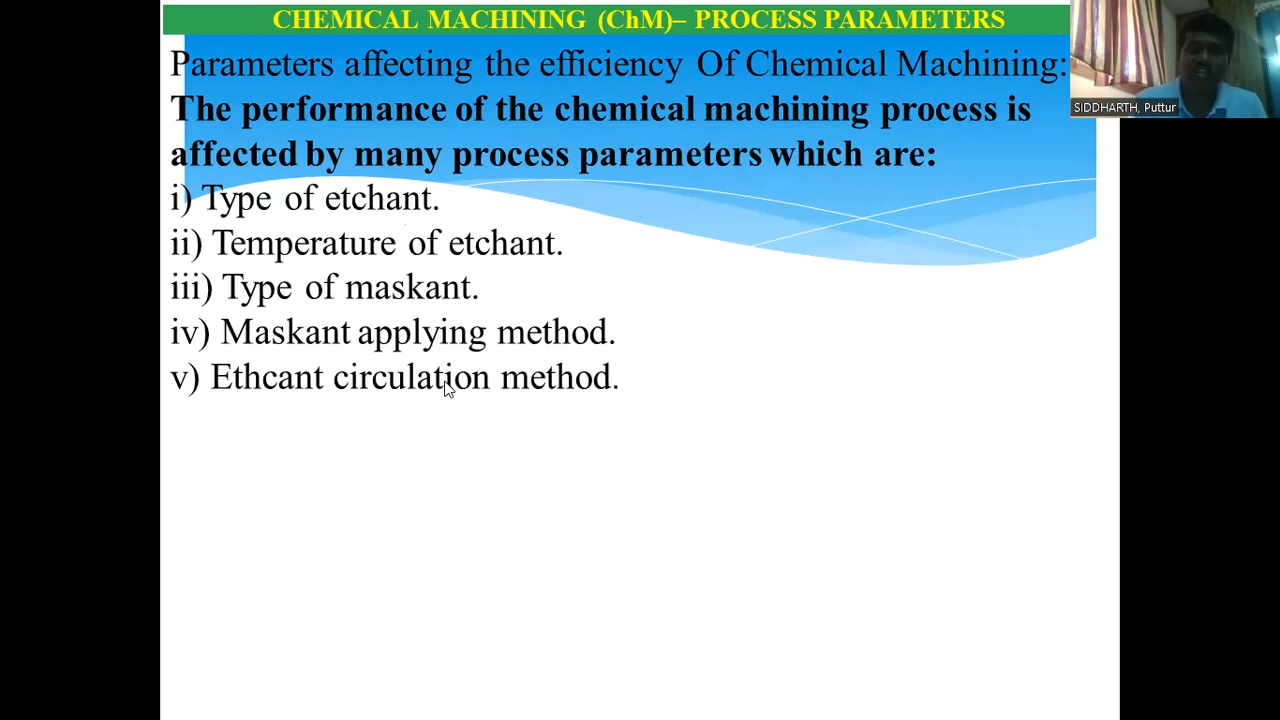 CHEMICAL MACHINING (ChM)– PROCESS PARAMETERS
Parameters affecting the efficiency Of Chemical Machining:
The performance of the chemical machining process is
affected by many process parameters which are:
i) Type of etchant.
ii) Temperature of etchant.
iii) Type of maskant.
iv) Maskant applying method.
v) Ethcant circulation method.
SIDDHARTH, Puttur